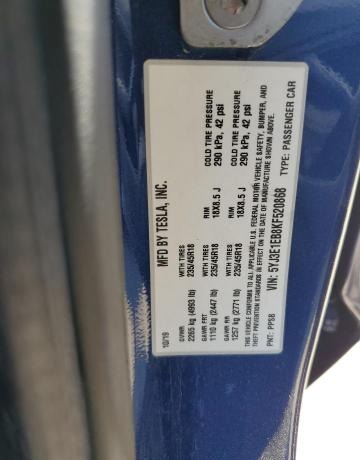 MFD BY TESLA, INC.
10/19
GVWR
2265 kg (4993 lb)
GAWR FRT
1110 kg (2447 lb)
WITH TIRES
235/45R18
RIM
18X8.5 J
COLD TIRE PRESSURE
290 kPa, 42 psi
GAWR RR
1257 kg (2771 lb)
WITH TIRES
235/45R18
RIM
18X8.5 J
COLD TIRE PRESSURE
290 kPa, 42 psi
THIS VEHICLE CONFORMS TO ALL APPLICABLE U.S. FEDERAL MOTOR VEHICLE SAFETY, BUMPER, AND
THEFT PREVENTION STANDARDS IN EFFECT ON THE DATE OF MANUFACTURE SHOWN ABOVE.
VIN: 5YJ3E1EB8KF520868
PNT: PPSB
TYPE: PASSENGER CAR